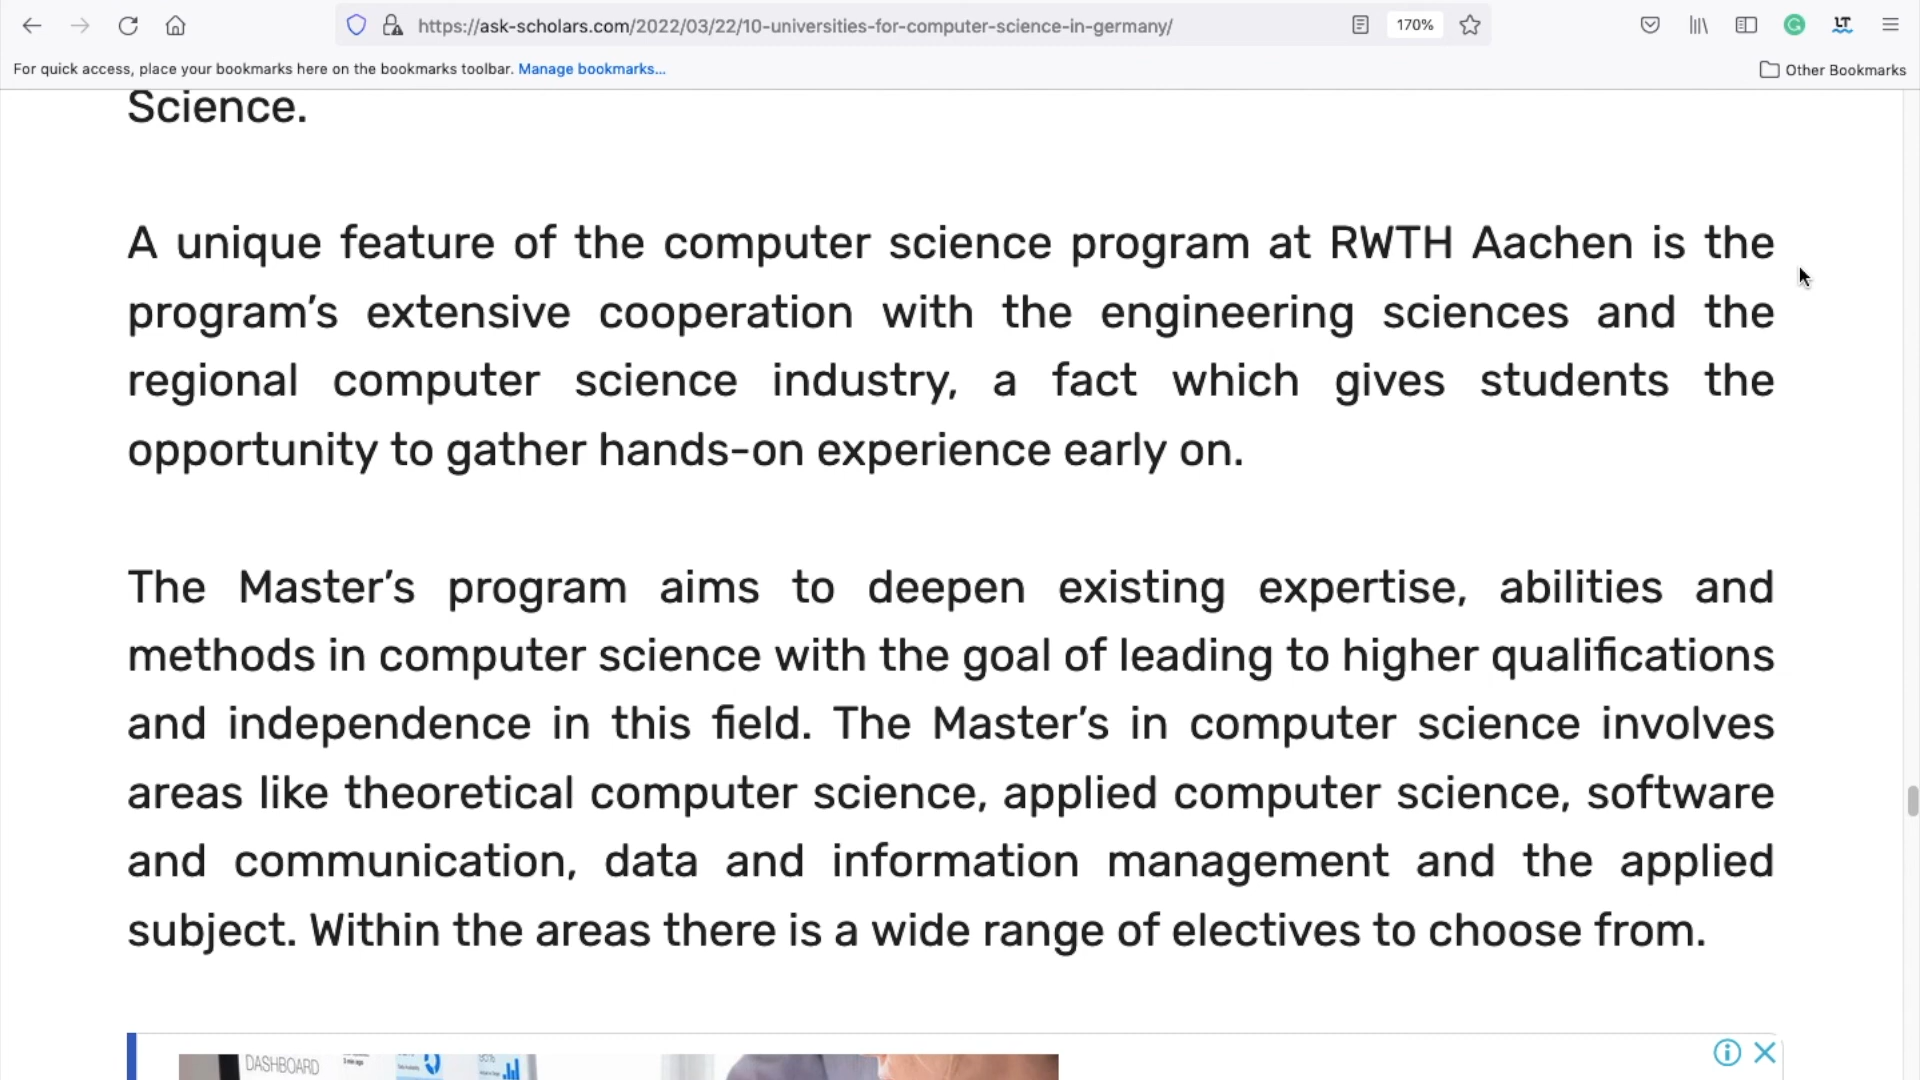 https://ask-scholars.com/2022/03/22/10-universities-for-computer-science-in-germany/
170%
For quick access, place your bookmarks here on the bookmarks toolbar. Manage bookmarks...
Other Bookmarks
Science.
A unique feature of the computer science program at RWTH Aachen is the
program’s extensive cooperation with the engineering sciences and the
regional computer science industry, a fact which gives students the
opportunity to gather hands-on experience early on.
The Master’s program aims to deepen existing expertise, abilities and
methods in computer science with the goal of leading to higher qualifications
and independence in this field. The Master’s in computer science involves
areas like theoretical computer science, applied computer science, software
and communication, data and information management and the applied
subject. Within the areas there is a wide range of electives to choose from.
DASHBOARD